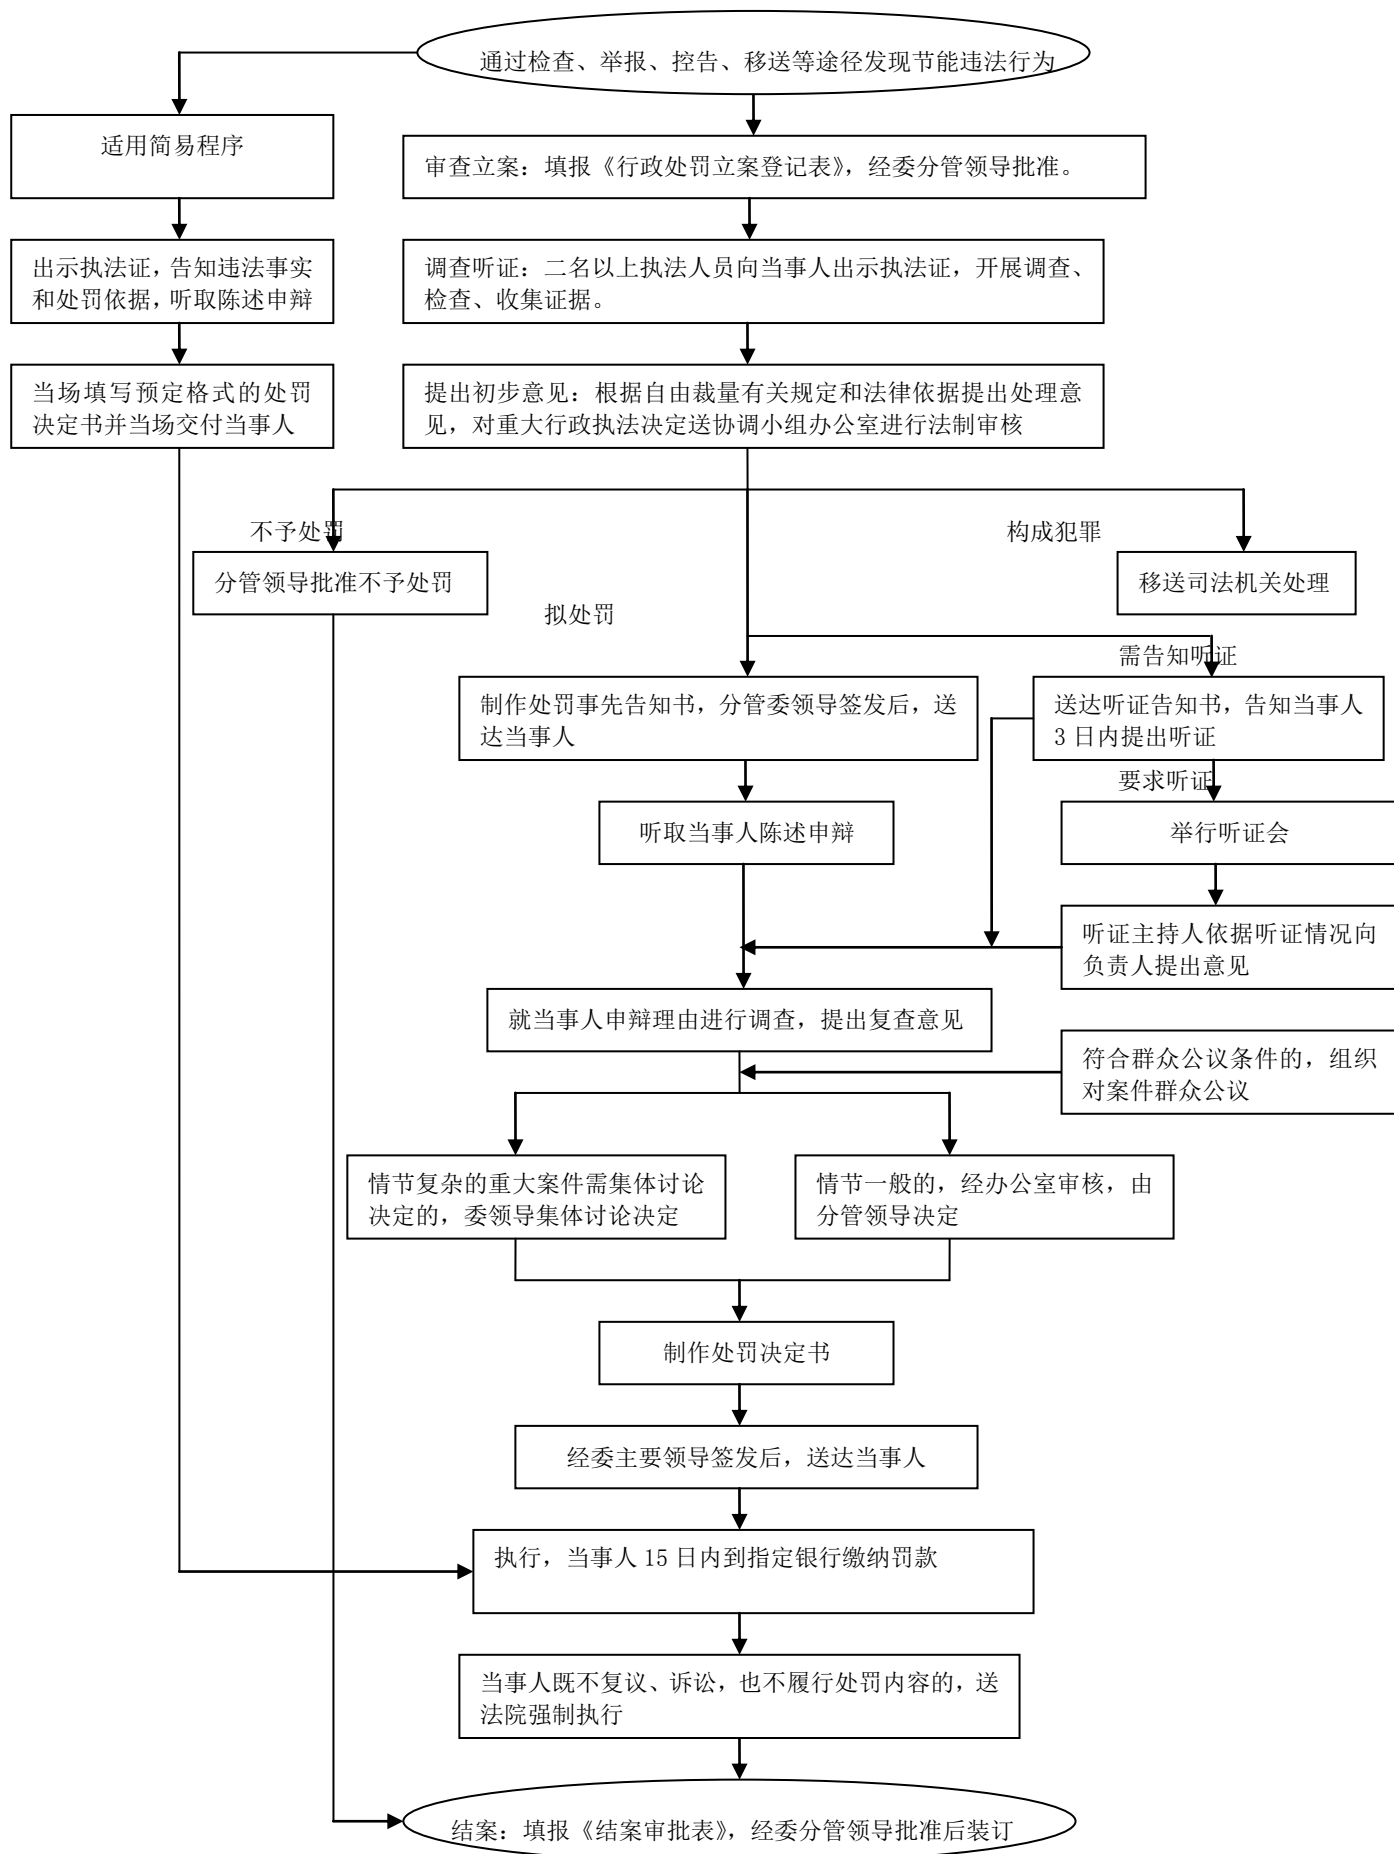 通过检查、举报、控告、移送等途径发现节能违法行为
适用简易程序
审查立案：填报《行政处罚立案登记表》，经委分管领导批准。
出示执法证，告知违法事实
和处罚依据，听取陈述申辩
调查听证：二名以上执法人员向当事人出示执法证，开展调查、
检查、收集证据。
当场填写预定格式的处罚
决定书并当场交付当事人
提出初步意见：根据自由裁量有关规定和法律依据提出处理意
见，对重大行政执法决定送协调小组办公室进行法制审核
不予处罚
构成犯罪
分管领导批准不予处罚
移送司法机关处理
拟处罚
需告知听证
制作处罚事先告知书，分管委领导签发后，送
达当事人
送达听证告知书，告知当事人
3 日内提出听证
要求听证
听取当事人陈述申辩
举行听证会
听证主持人依据听证情况向
负责人提出意见
就当事人申辩理由进行调查，提出复查意见
符合群众公议条件的，组织
对案件群众公议
情节复杂的重大案件需集体讨论
决定的，委领导集体讨论决定
情节一般的，经办公室审核，由
分管领导决定
制作处罚决定书
经委主要领导签发后，送达当事人
执行，当事人 15 日内到指定银行缴纳罚款
当事人既不复议、诉讼，也不履行处罚内容的，送
法院强制执行
结案：填报《结案审批表》，经委分管领导批准后装订